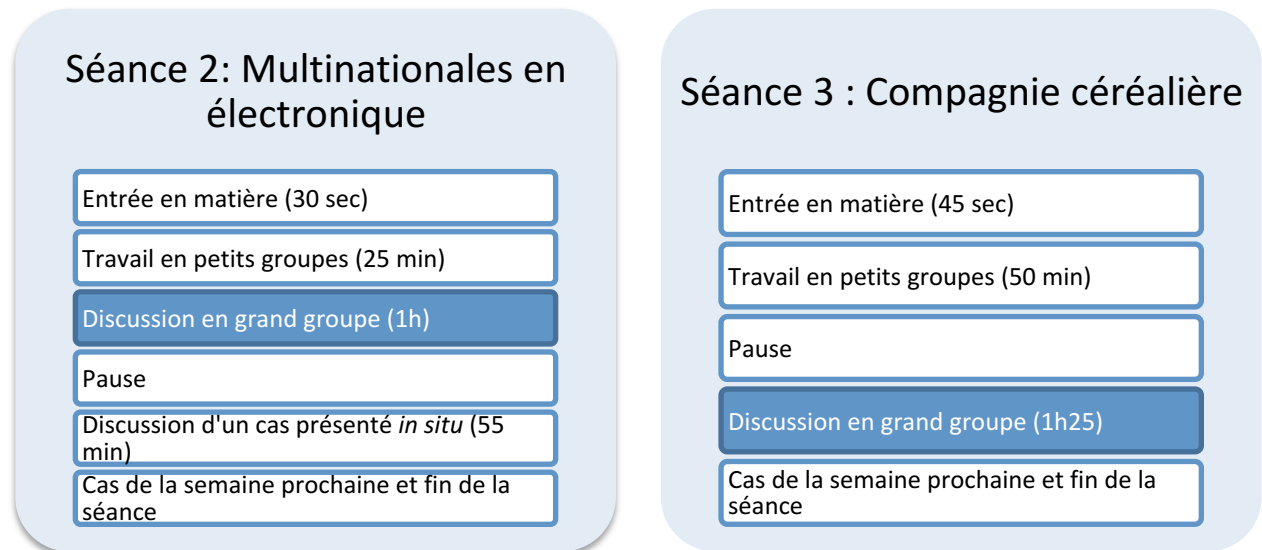 Séance 2: Multinationales en
électronique
Entrée en matière (30 sec)
Travail en petits groupes (25 min)
Discussion en grand groupe (1h)
Pause
Discussion d'un cas présenté in situ (55
min)
Cas de la semaine prochaine et fin de la
séance
Séance 3 : Compagnie céréalière
Entrée en matière (45 sec)
Travail en petits groupes (50 min)
Pause
Discussion en grand groupe (1h25)
Cas de la semaine prochaine et fin de la
séance